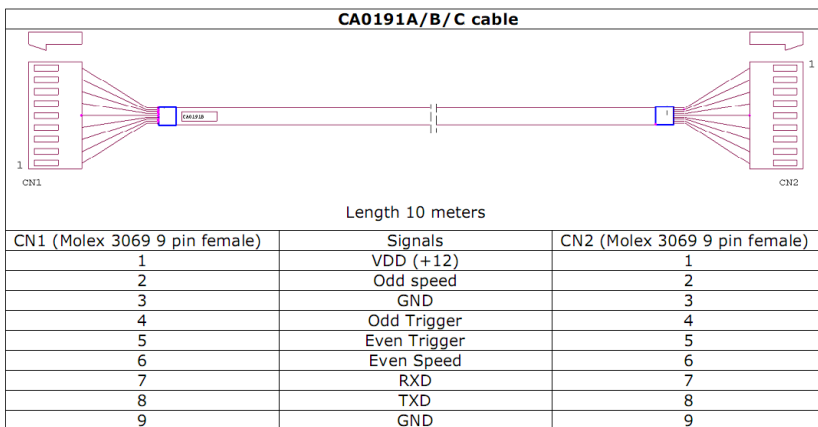 CA0191A/B/C cable
1
CA0191B
1
CN1
CN2
Length 10 meters
CN1 (Molex 3069 9 pin female) Signals CN2 (Molex 3069 9 pin female)
1 VDD (+12) 1
2 Odd speed 2
3 GND 3
4 Odd Trigger 4
5 Even Trigger 5
6 Even Speed 6
7 RXD 7
8 TXD 8
9 GND 9